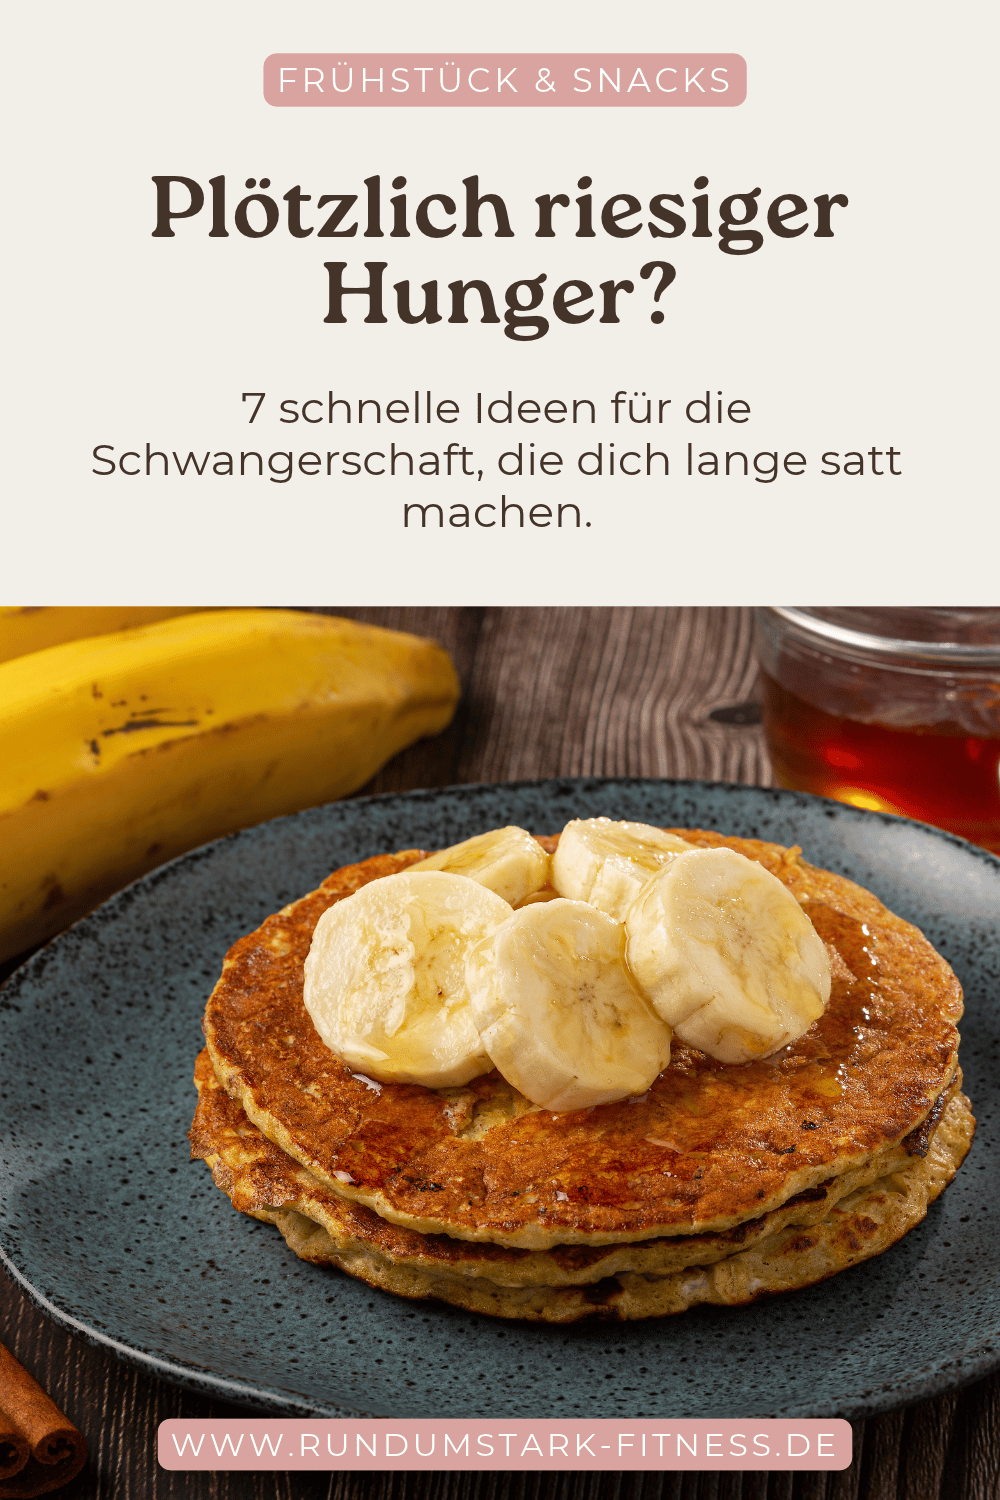 FRÜHSTÜCK & SNACKS
Plötzlich riesiger
Hunger?
7 schnelle Ideen für die
Schwangerschaft, die dich lange satt
machen.
WWW.RUNDUMSTARK-FITNESS.DE